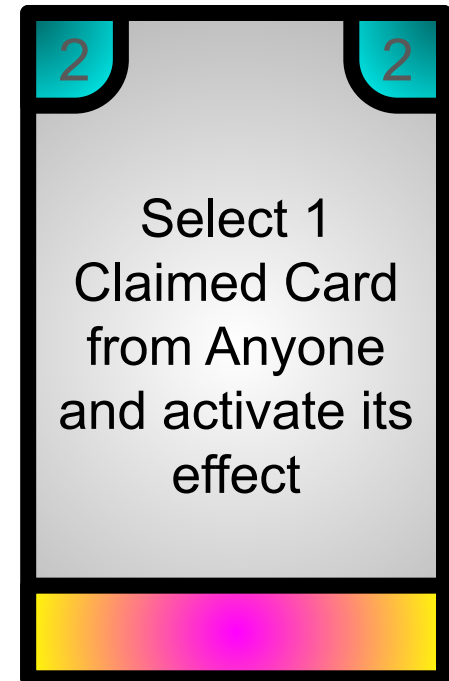 2 2
Select 1
Claimed Card
from Anyone
and activate its
effect